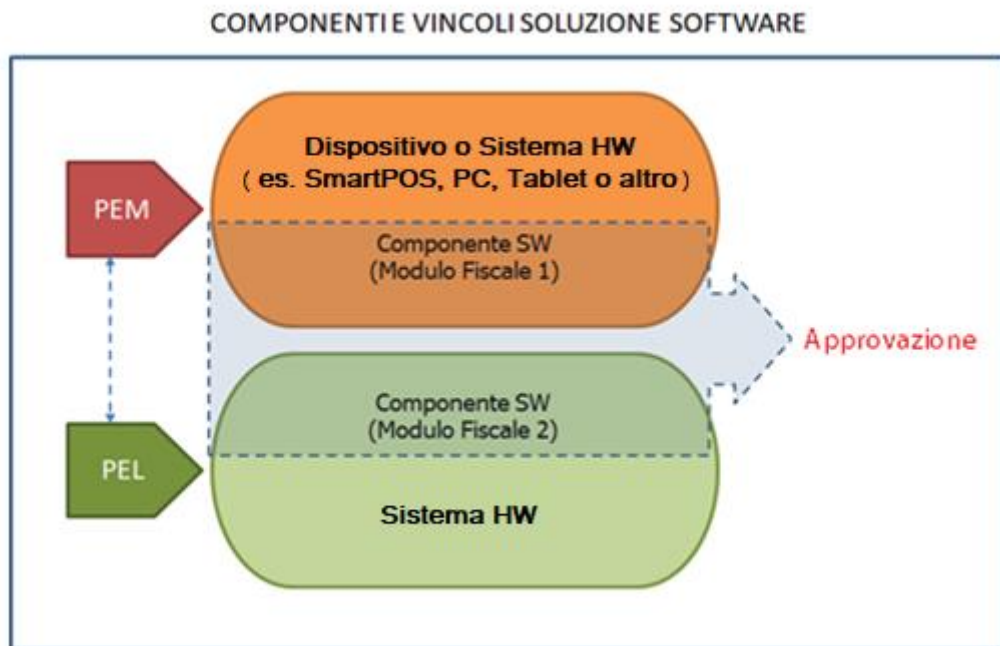 COMPONENTI E VINCOLI SOLUZIONE SOFTWARE
Dispositivo o Sistema HW
( es. SmartPOS, PC, Tablet o altro )
PEM
Componente SW
(Modulo Fiscale 1)
Approvazione
Componente SW
(Modulo Fiscale 2)
PEL
Sistema HW